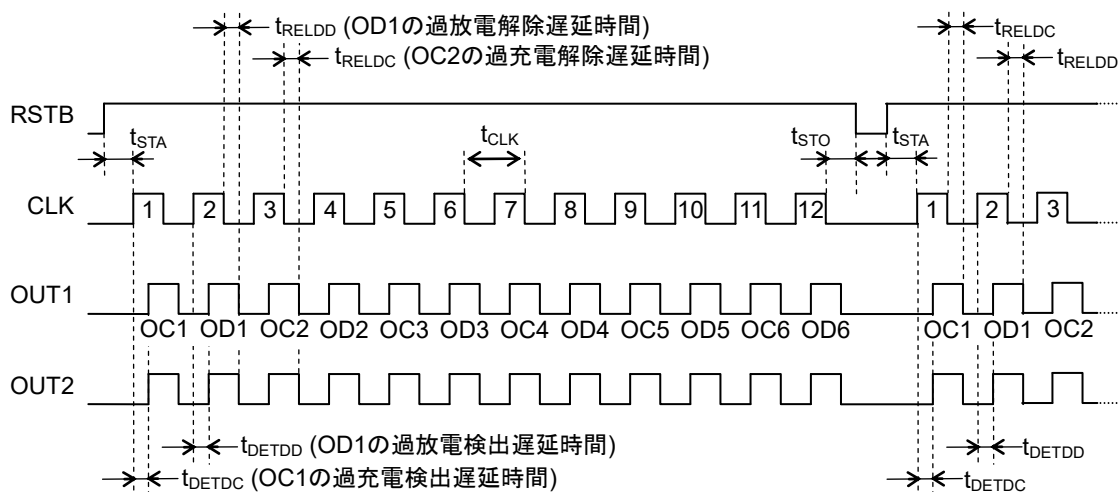 tRELDD (OD1の過放電解除遅延時間)
tRELDC
tRELDC (OC2の過充電解除遅延時間)
tRELDD
RSTB
tSTA
tCLK
tSTO
tSTA
CLK
1 2 3 4 5 6 7 8 9 10 11 12 1 2 3
OUT1
OC1 OD1 OC2 OD2 OC3 OD3 OC4 OD4 OC5 OD5 OC6 OD6 OC1 OD1 OC2
OUT2
tDETDD (OD1の過放電検出遅延時間)
tDETDD
tDETDC (OC1の過充電検出遅延時間)
tDETDC